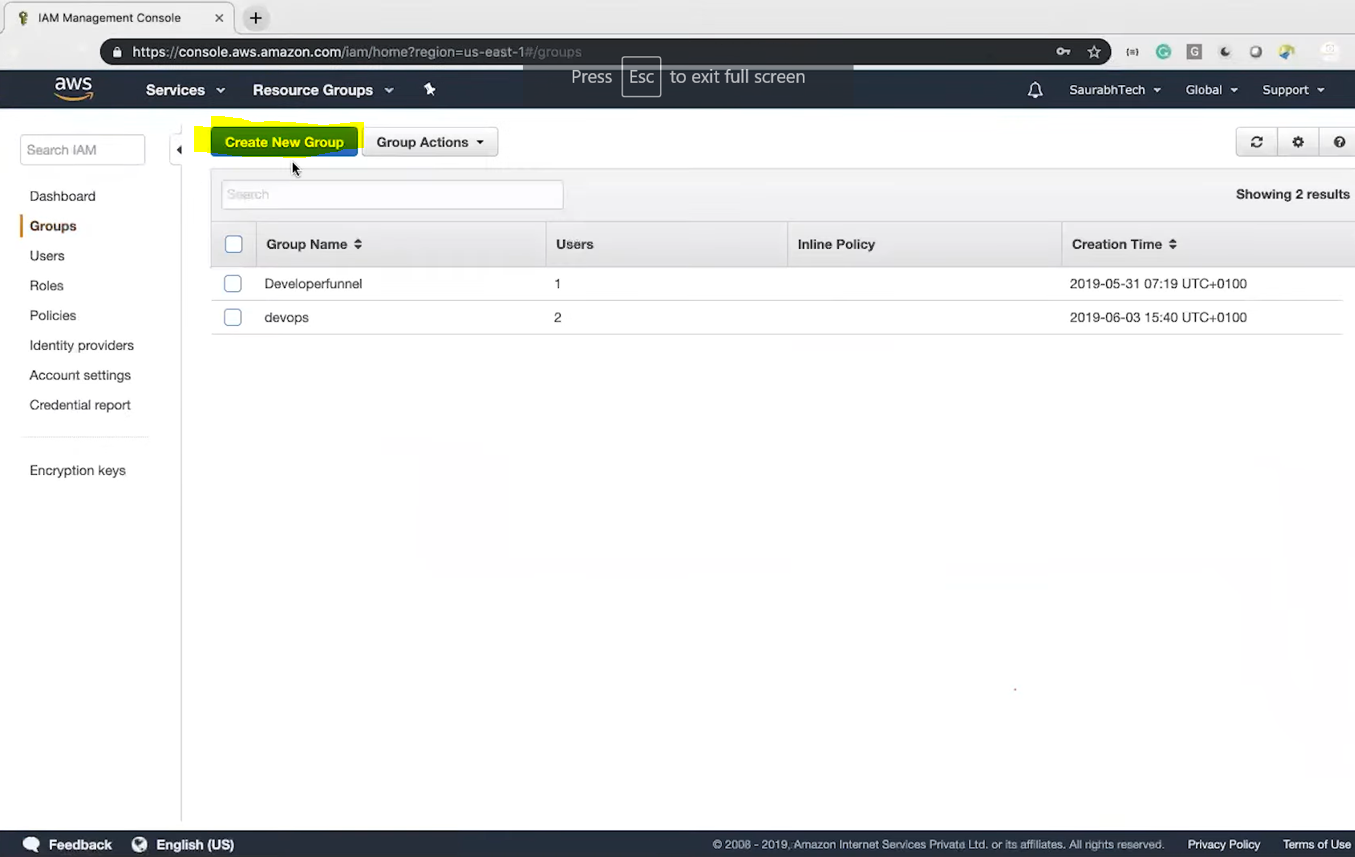 IAM Management Console
https://console.aws.amazon.com/iam/home?region=us-east-1#/groups
Press Esc to exit full screen
aws Services Resource Groups SaurabhTech Global Support
Search IAM
Create New Group Group Actions
Search
Showing 2 results
Dashboard
Groups
Users
Roles
Policies
Identity providers
Account settings
Credential report
Encryption keys
Group Name Users Inline Policy Creation Time
Developerfunnel 1 2019-05-31 07:19 UTC+0100
devops 2 2019-06-03 15:40 UTC+0100
Feedback English (US) © 2008 - 2019, Amazon Internet Services Private Ltd. or its affiliates. All rights reserved. Privacy Policy Terms of Use